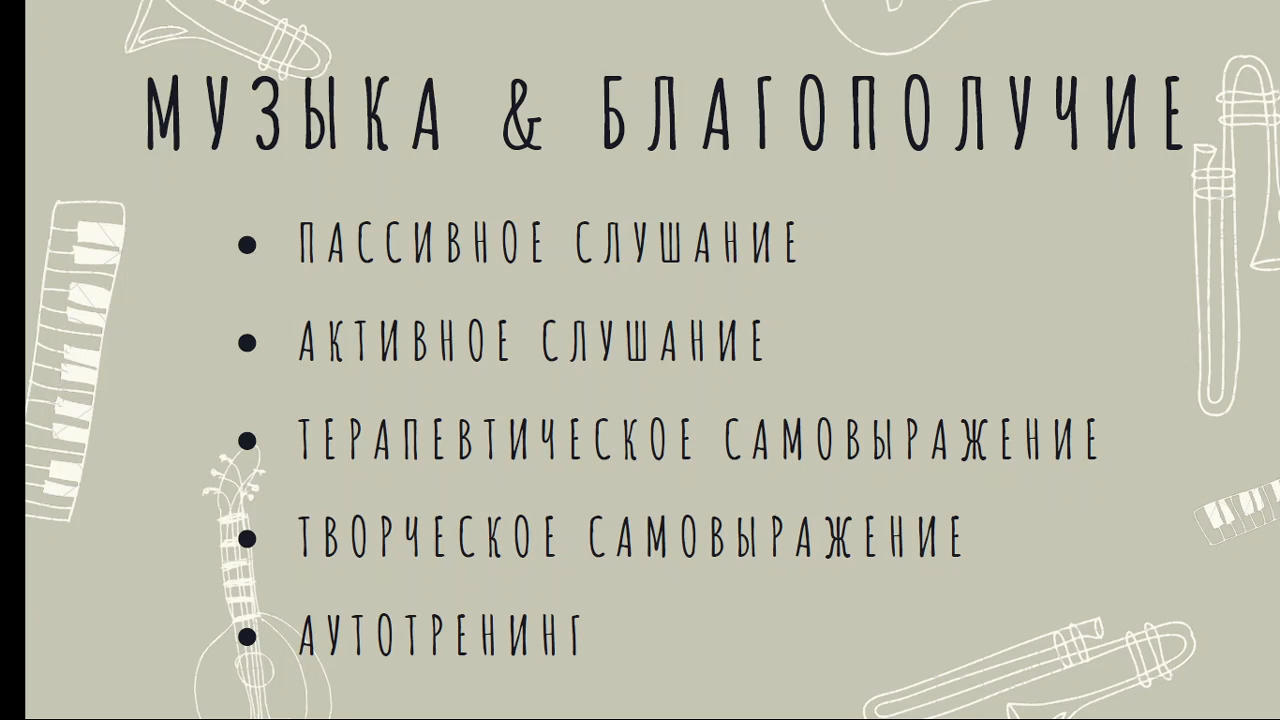 МУЗЫКА & БЛАГОПОЛУЧИЕ
• ПАССИВНОЕ СЛУШАНИЕ
• АКТИВНОЕ СЛУШАНИЕ
• ТЕРАПЕВТИЧЕСКОЕ САМОВЫРАЖЕНИЕ
• ТВОРЧЕСКОЕ САМОВЫРАЖЕНИЕ
• АУТОТРЕНИНГ